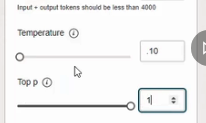 Input + output tokens should be less than 4000
Temperature
.10
Top p
1